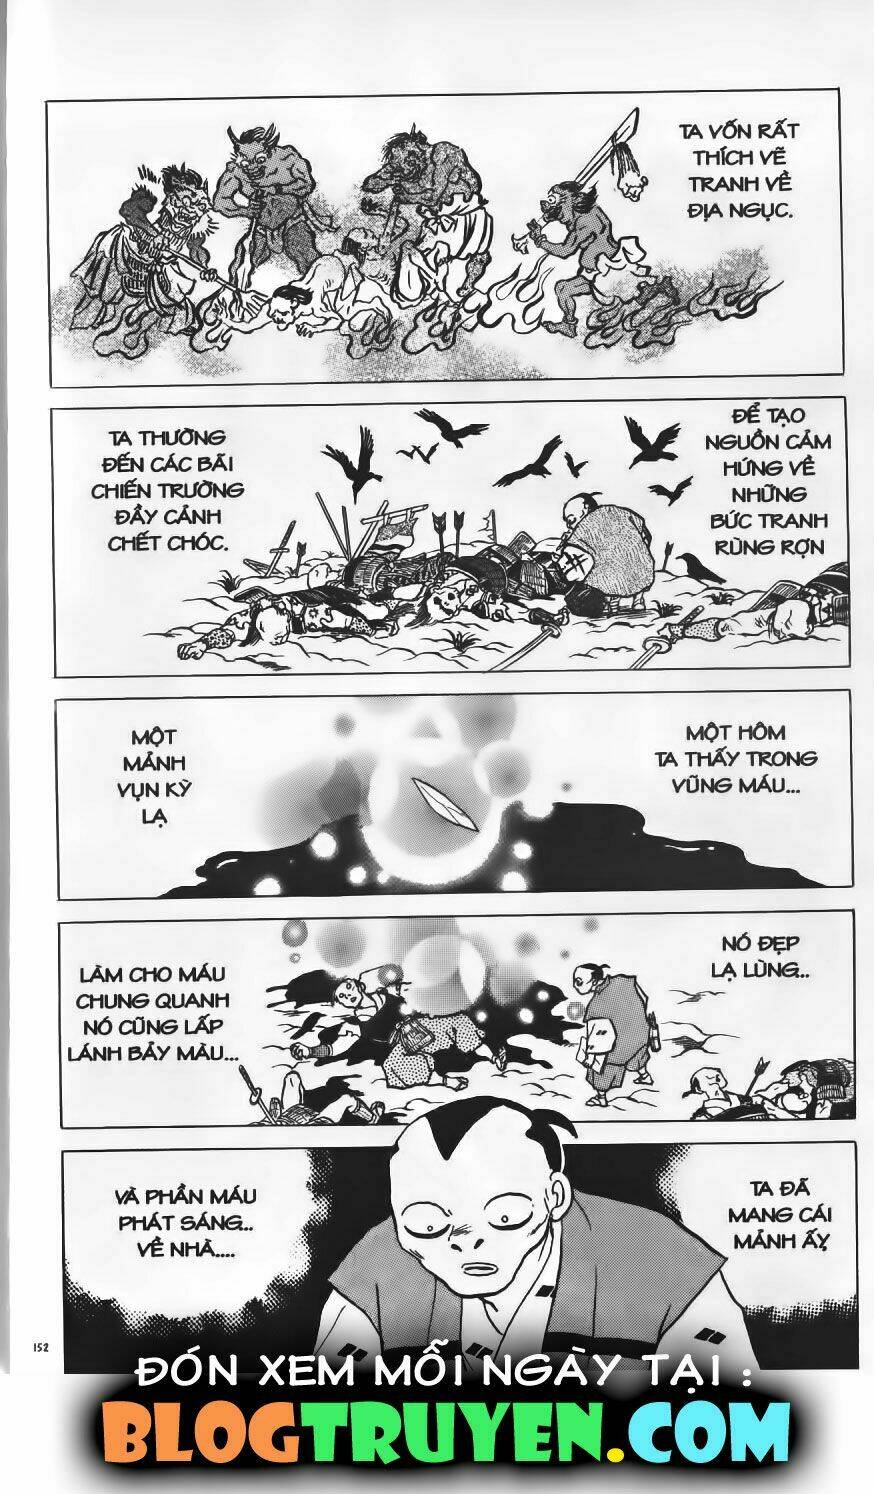 TA VỐN RẤT
THÍCH VẼ
TRANH VỀ
ĐỊA NGỤC.
ĐỂ TẠO
NGUỒN CẢM
HỨNG VỀ
NHỮNG
BỨC TRANH
RÙNG RỢN
TA THƯỜNG
ĐẾN CÁC BÃI
CHIẾN TRƯỜNG
ĐẦY CẢNH
CHẾT CHÓC.
MỘT HÔM
TA THẤY TRONG
VŨNG MÁU...
MỘT
MẢNH
VỤN KỲ
LẠ
NÓ ĐẸP
LẠ LÙNG..
LÀM CHO MÁU
CHUNG QUANH
NÓ CŨNG LẤP
LÁNH BẢY MÀU...
TA ĐÃ
MANG CÁI
MẢNH ẤY
VÀ PHẦN MÁU
PHÁT SÁNG..
VỀ NHÀ....
152
ĐÓN XEM MỖI NGÀY TẠI :
BLOGTRUYEN.COM